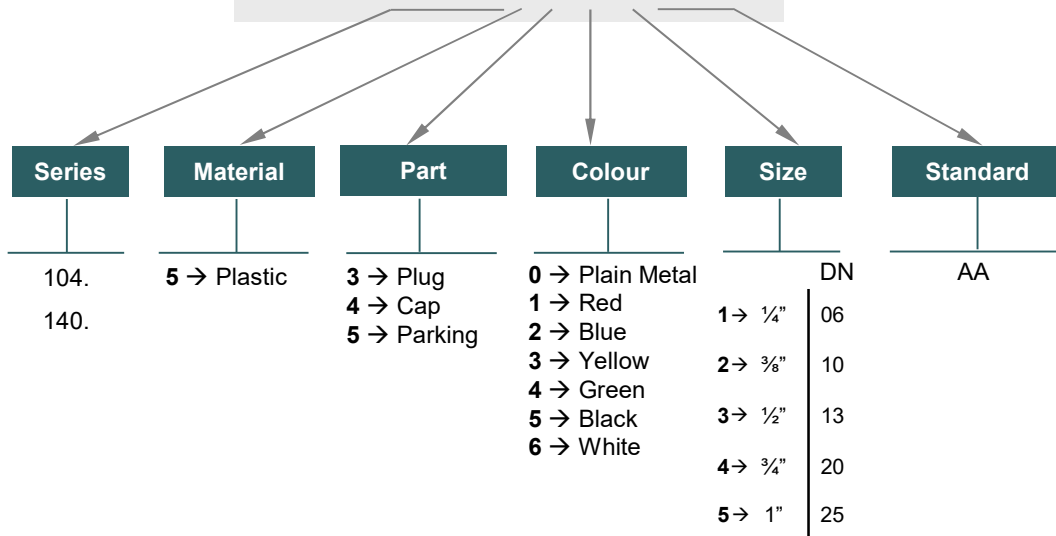 Series
Material
Part
Colour
Size
Standard
104.
140.
5 → Plastic
3 → Plug
4 → Cap
5 → Parking
0 → Plain Metal
1 → Red
2 → Blue
3 → Yellow
4 → Green
5 → Black
6 → White
DN
1→ ¼” 06
2→ ⅜” 10
3→ ½” 13
4→ ¾” 20
5→ 1” 25
AA